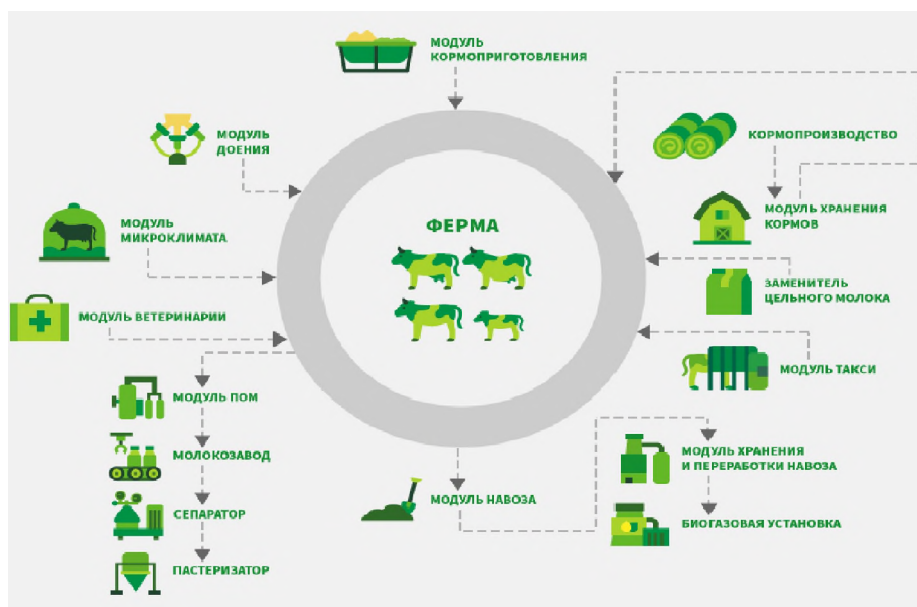 МОДУЛЬ
КОРМОПРИГОТОВЛЕНИЯ
МОДУЛЬ
ДОЕНИЯ
КОРМОПРОИЗВОДСТВО
МОДУЛЬ
МИКРОКЛИМАТА
ФЕРМА
МОДУЛЬ ХРАНЕНИЯ
КОРМОВ
ЗАМЕНИТЕЛЬ
ЦЕЛЬНОГО МОЛОКА
МОДУЛЬ ВЕТЕРИНАРИИ
МОДУЛЬ ТАКСИ
МОДУЛЬ ПОМ
МОЛОКОЗАВОД
СЕПАРАТОР
ПАСТЕРИЗАТОР
МОДУЛЬ НАВОЗА
МОДУЛЬ ХРАНЕНИЯ
И ПЕРЕРАБОТКИ НАВОЗА
БИОГАЗОВАЯ УСТАНОВКА